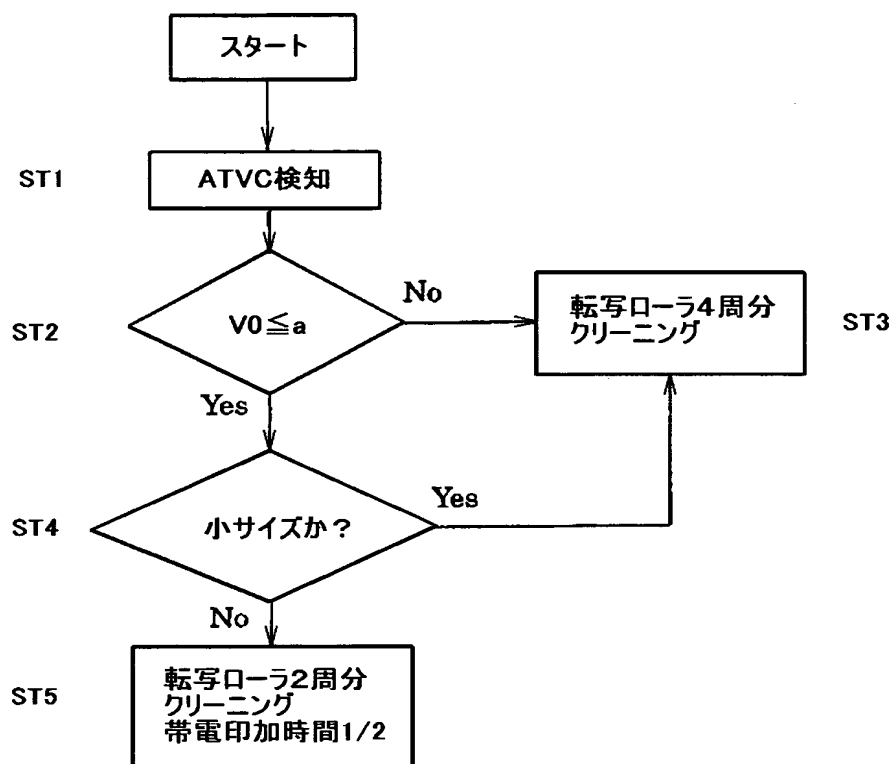 スタート
ST1
ATVC検知
ST2
V0≦a
No
転写ローラ4周分
クリーニング
ST3
Yes
ST4
小サイズか？
Yes
No
ST5
転写ローラ2周分
クリーニング
帯電印加時間1/2